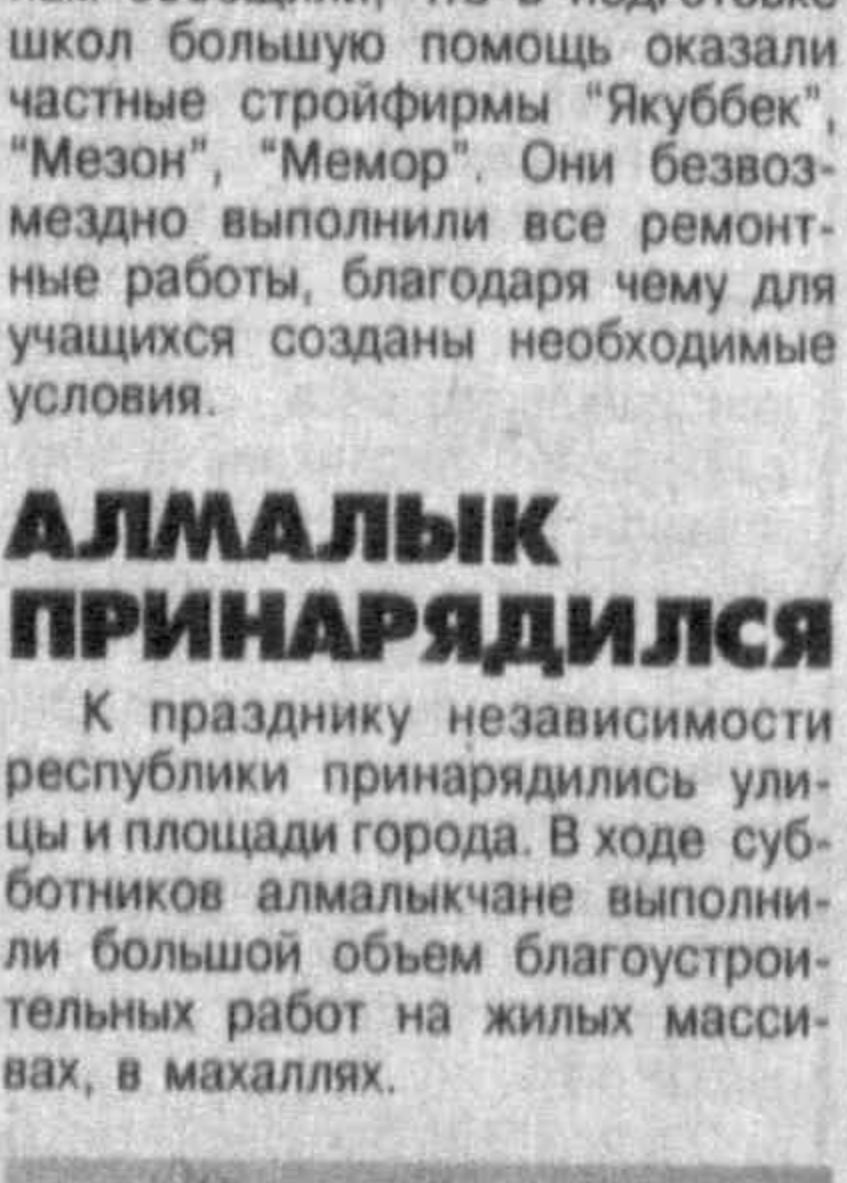 школ большую помощь оказали
частные стройфирмы "Якуббек",
"Мезон", "Мемор". Они безвоз-
мездно выполнили все ремонт-
ные работы, благодаря чему для
учащихся созданы необходимые
условия.
АЛМАЛЫК
ПРИНАРЯДИЛСЯ
К празднику независимости
республики принарядились ули-
цы и площади города. В ходе суб-
ботников алмалыкчане выполни-
ли большой объем благоустрои-
тельных работ на жилых масси-
вах, в махаллях.